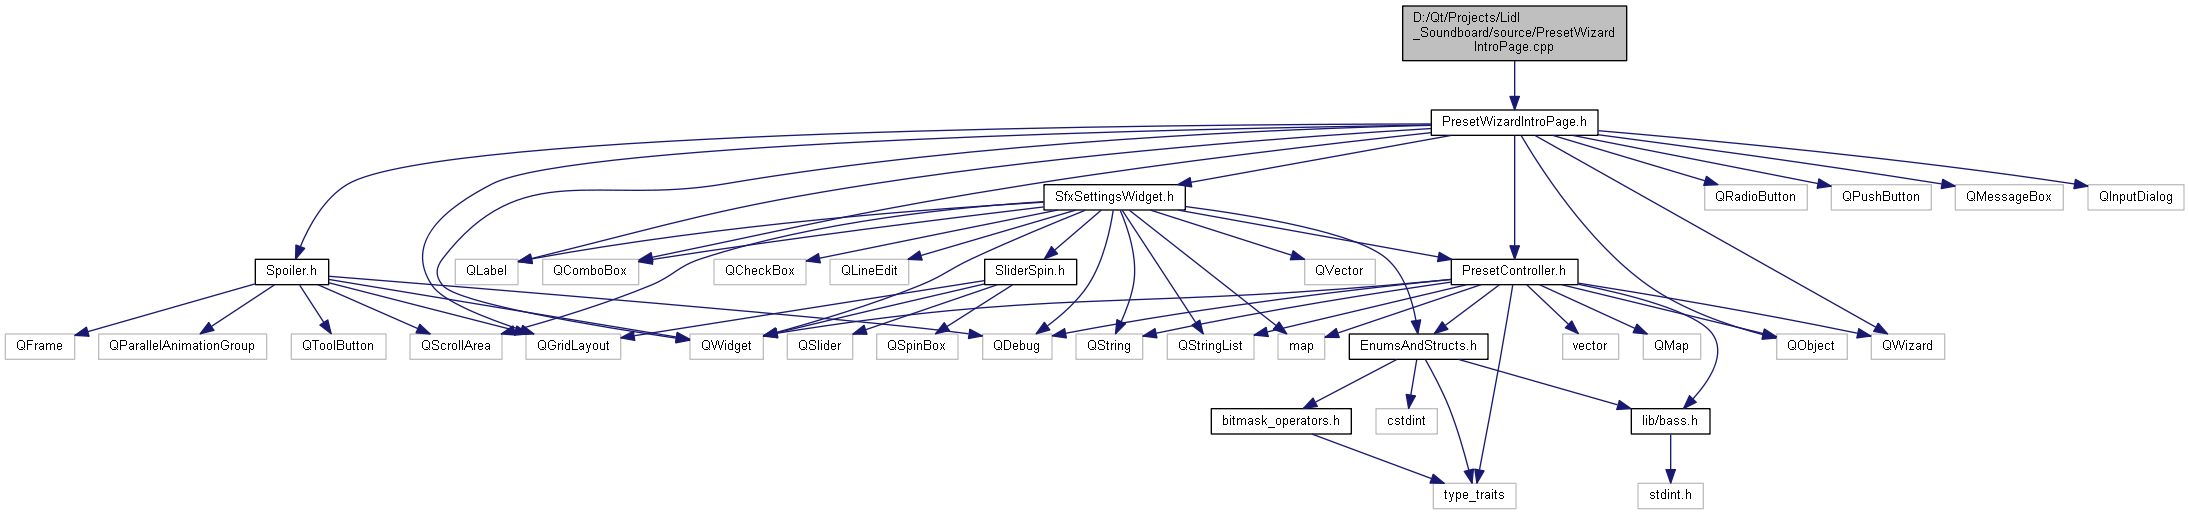 D:/Qt/Projects/Lidl
_Soundboard/source/PresetWizard
IntroPage.cpp
PresetWizardIntroPage.h
SfxSettingsWidget.h
QRadioButton
QPushButton
QMessageBox
QInputDialog
Spoiler.h
QLabel
QComboBox
QCheckBox
QLineEdit
SliderSpin.h
QVector
PresetController.h
QFrame
QParallelAnimationGroup
QToolButton
QScrollArea
QGridLayout
QWidget
QSlider
QSpinBox
QDebug
QString
QStringList
map
EnumsAndStructs.h
vector
QMap
QObject
QWizard
bitmask_operators.h
cstdint
lib/bass.h
type_traits
stdint.h